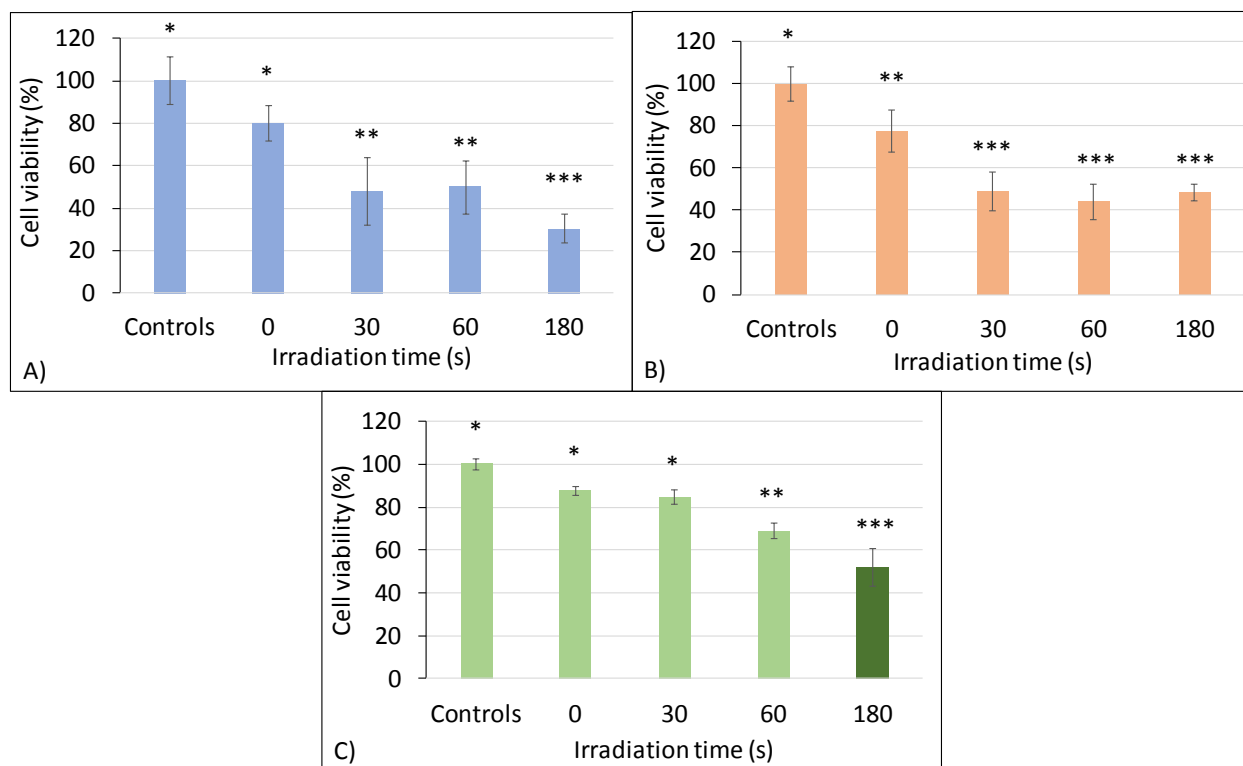 120
100
80
60
40
20
0
Cell viability (%)
* * ** ** ***
Controls 0 30 60 180
Irradiation time (s)
A)
120
100
80
60
40
20
0
Cell viability (%)
* ** *** *** ***
Controls 0 30 60 180
Irradiation time (s)
B)
120
100
80
60
40
20
0
Cell viability (%)
* * * ** ***
Controls 0 30 60 180
Irradiation time (s)
C)